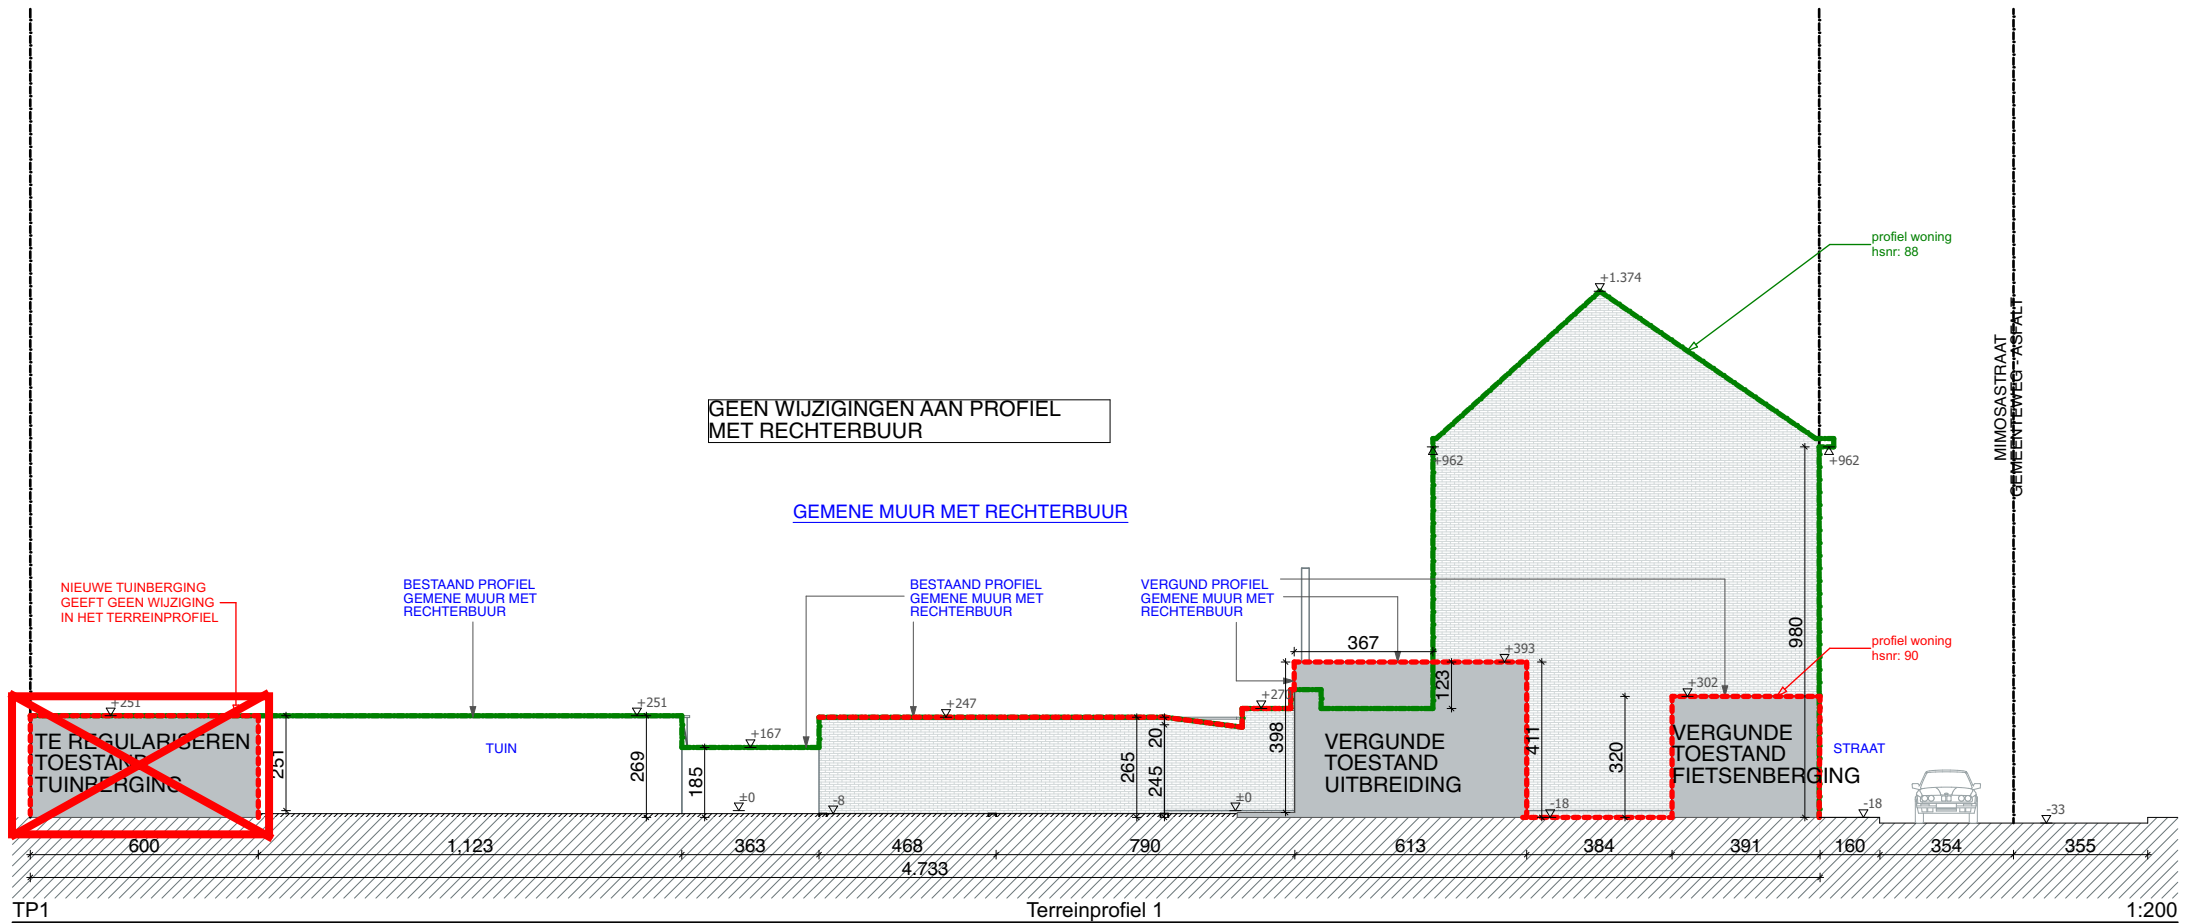 +1.374
profiel woning
hsnr: 88
MIMOSASTRAAT
GEMEENTEWEG - ASFALT
GEEN WIJZIGINGEN AAN PROFIEL
MET RECHTERBUUR
+962
+962
GEMENE MUUR MET RECHTERBUUR
NIEUWE TUINBERGING
GEEFT GEEN WIJZIGING
IN HET TERREINPROFIEL
BESTAAND PROFIEL
GEMENE MUUR MET
RECHTERBUUR
BESTAAND PROFIEL
GEMENE MUUR MET
RECHTERBUUR
VERGUND PROFIEL
GEMENE MUUR MET
RECHTERBUUR
367
980
profiel woning
hsnr: 90
+393
123
+302
+251
+251
+247
+27
TE REGULARISEREN
TOESTAND
TUINBERGING
251
TUIN
269
+167
185
±0
-8
265
20
245
±0
398
VERGUNDE
TOESTAND
UITBREIDING
411
-18
320
VERGUNDE
TOESTAND
FIETSENBERGING
STRAAT
-18
-33
600
1,123
363
468
790
613
384
391
160
354
355
4.733
TP1
Terreinprofiel 1
1:200